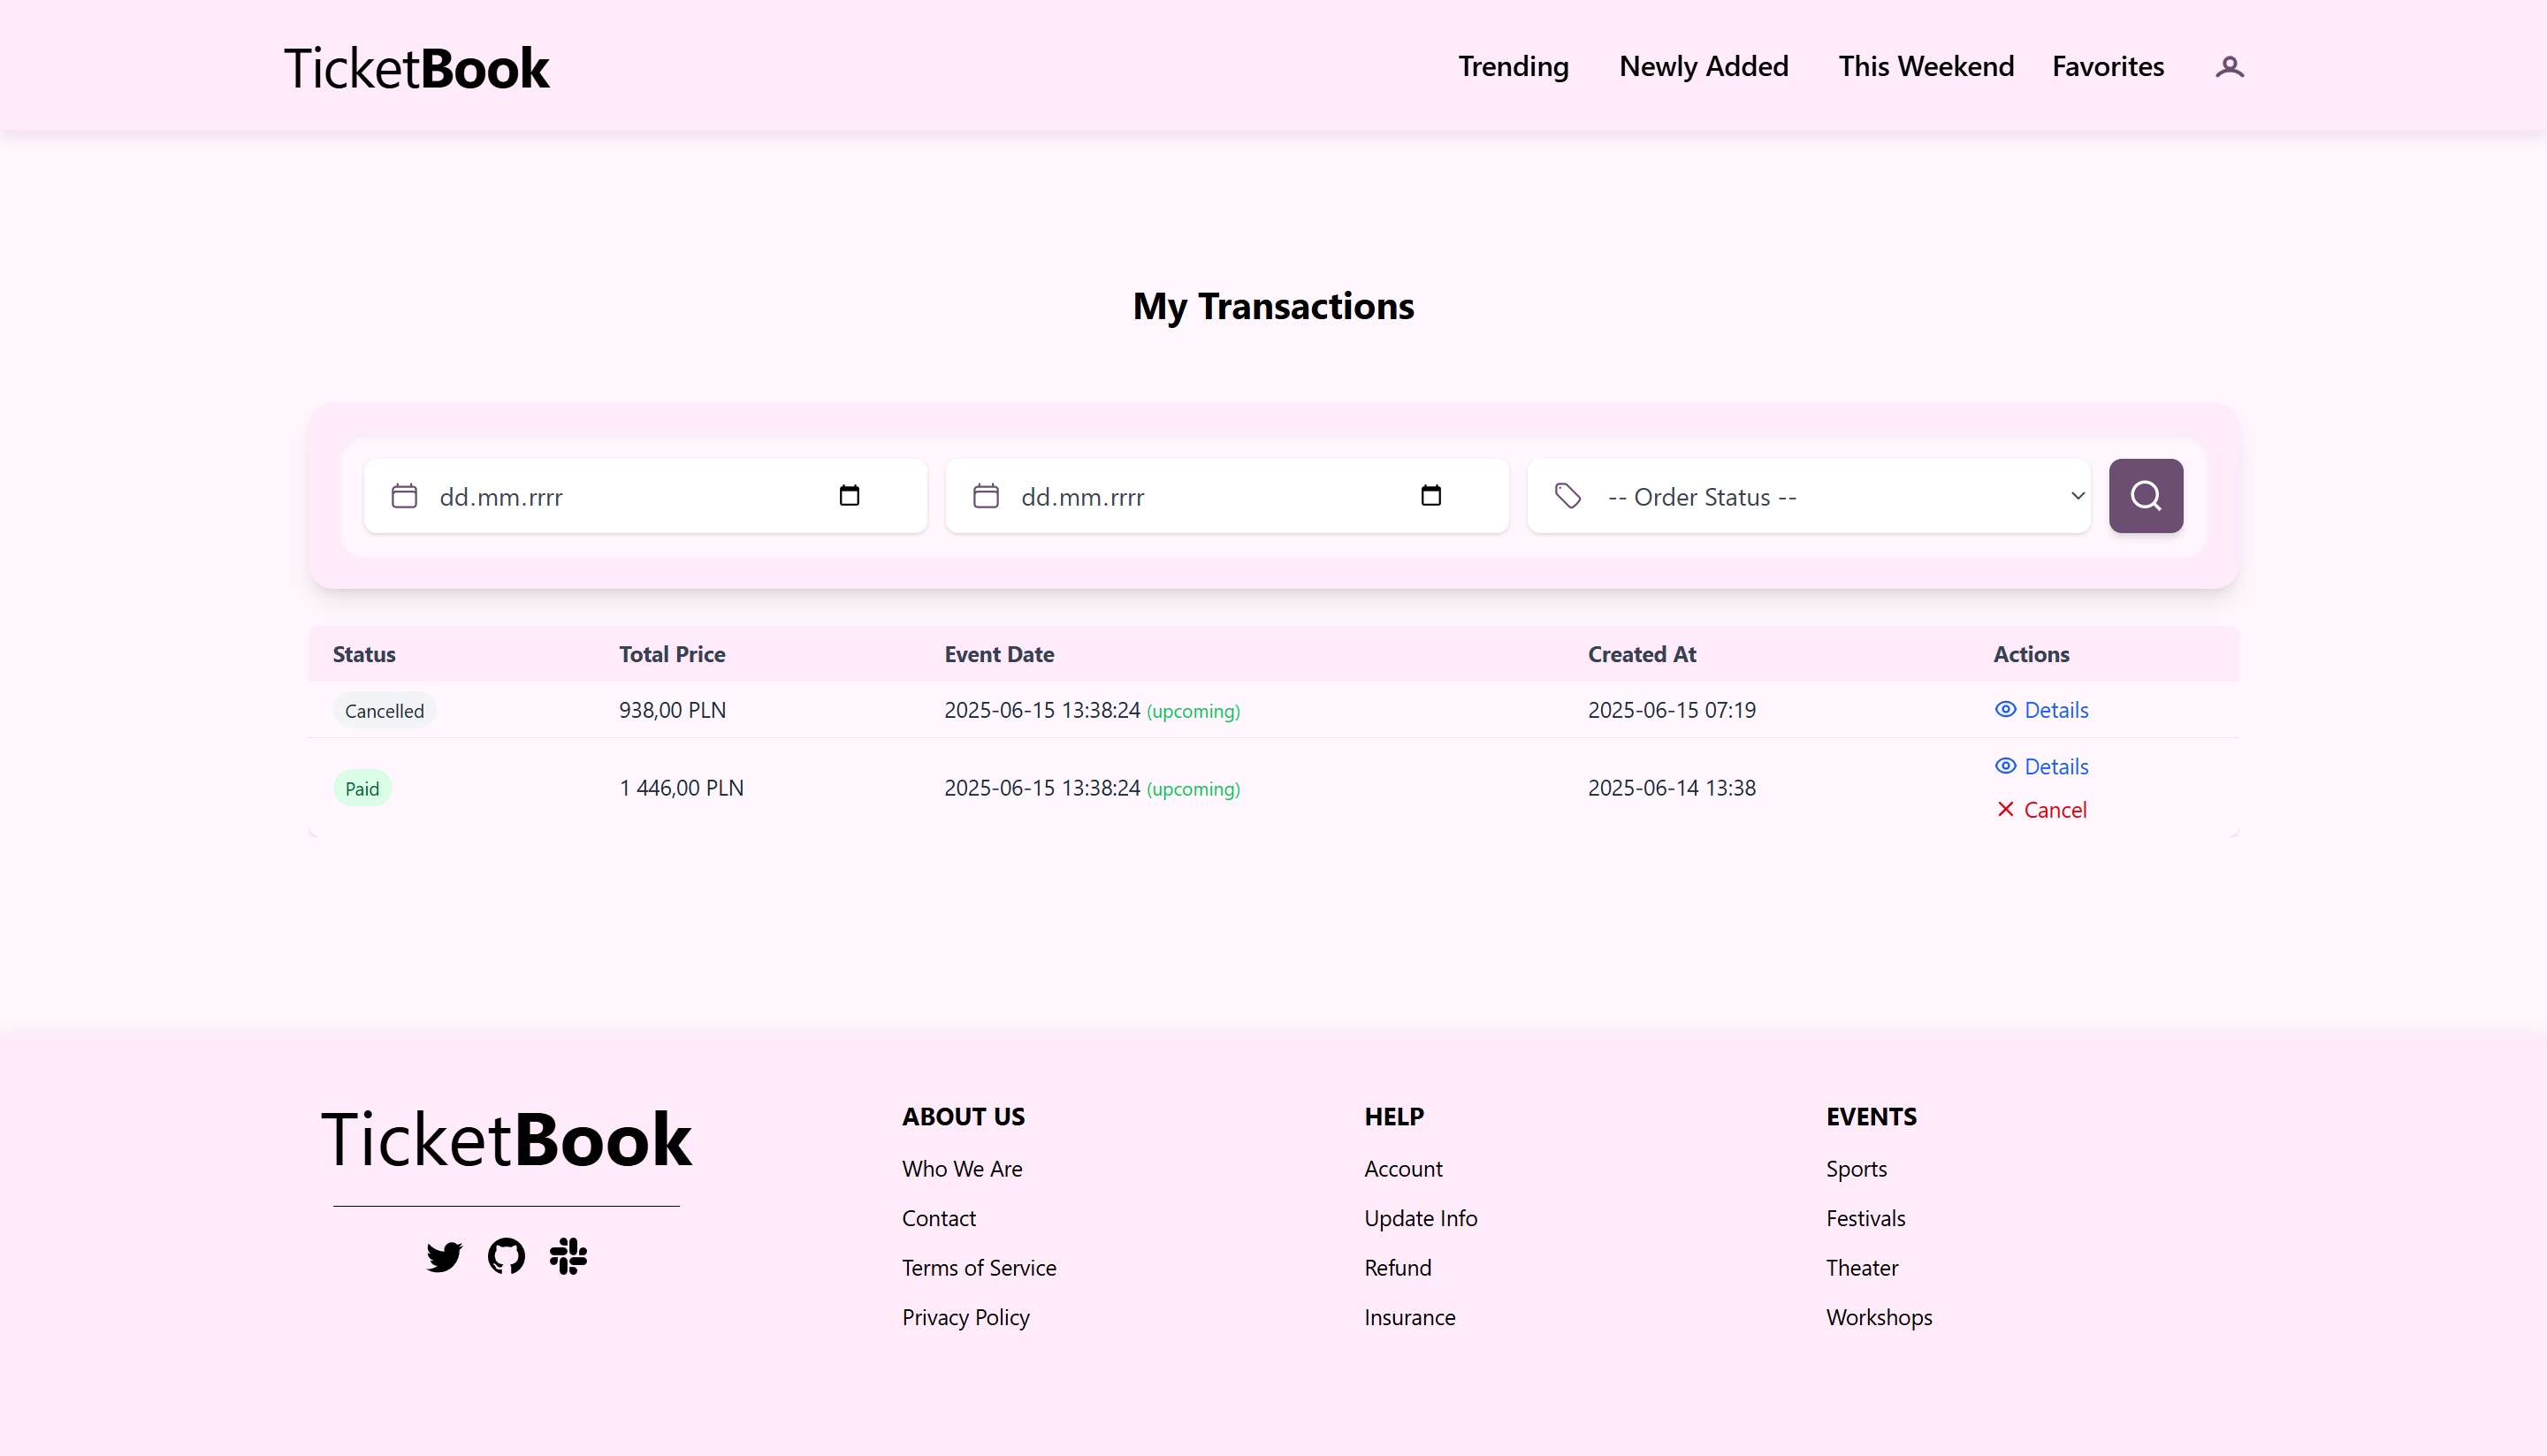 TicketBook Trending Newly Added This Weekend Favorites
My Transactions
dd.mm.rrrr dd.mm.rrrr -- Order Status --
Status Total Price Event Date Created At Actions
Cancelled 938,00 PLN 2025-06-15 13:38:24 (upcoming) 2025-06-15 07:19 Details
Paid 1 446,00 PLN 2025-06-15 13:38:24 (upcoming) 2025-06-14 13:38 Details
Cancel
TicketBook
ABOUT US
Who We Are
Contact
Terms of Service
Privacy Policy
HELP
Account
Update Info
Refund
Insurance
EVENTS
Sports
Festivals
Theater
Workshops